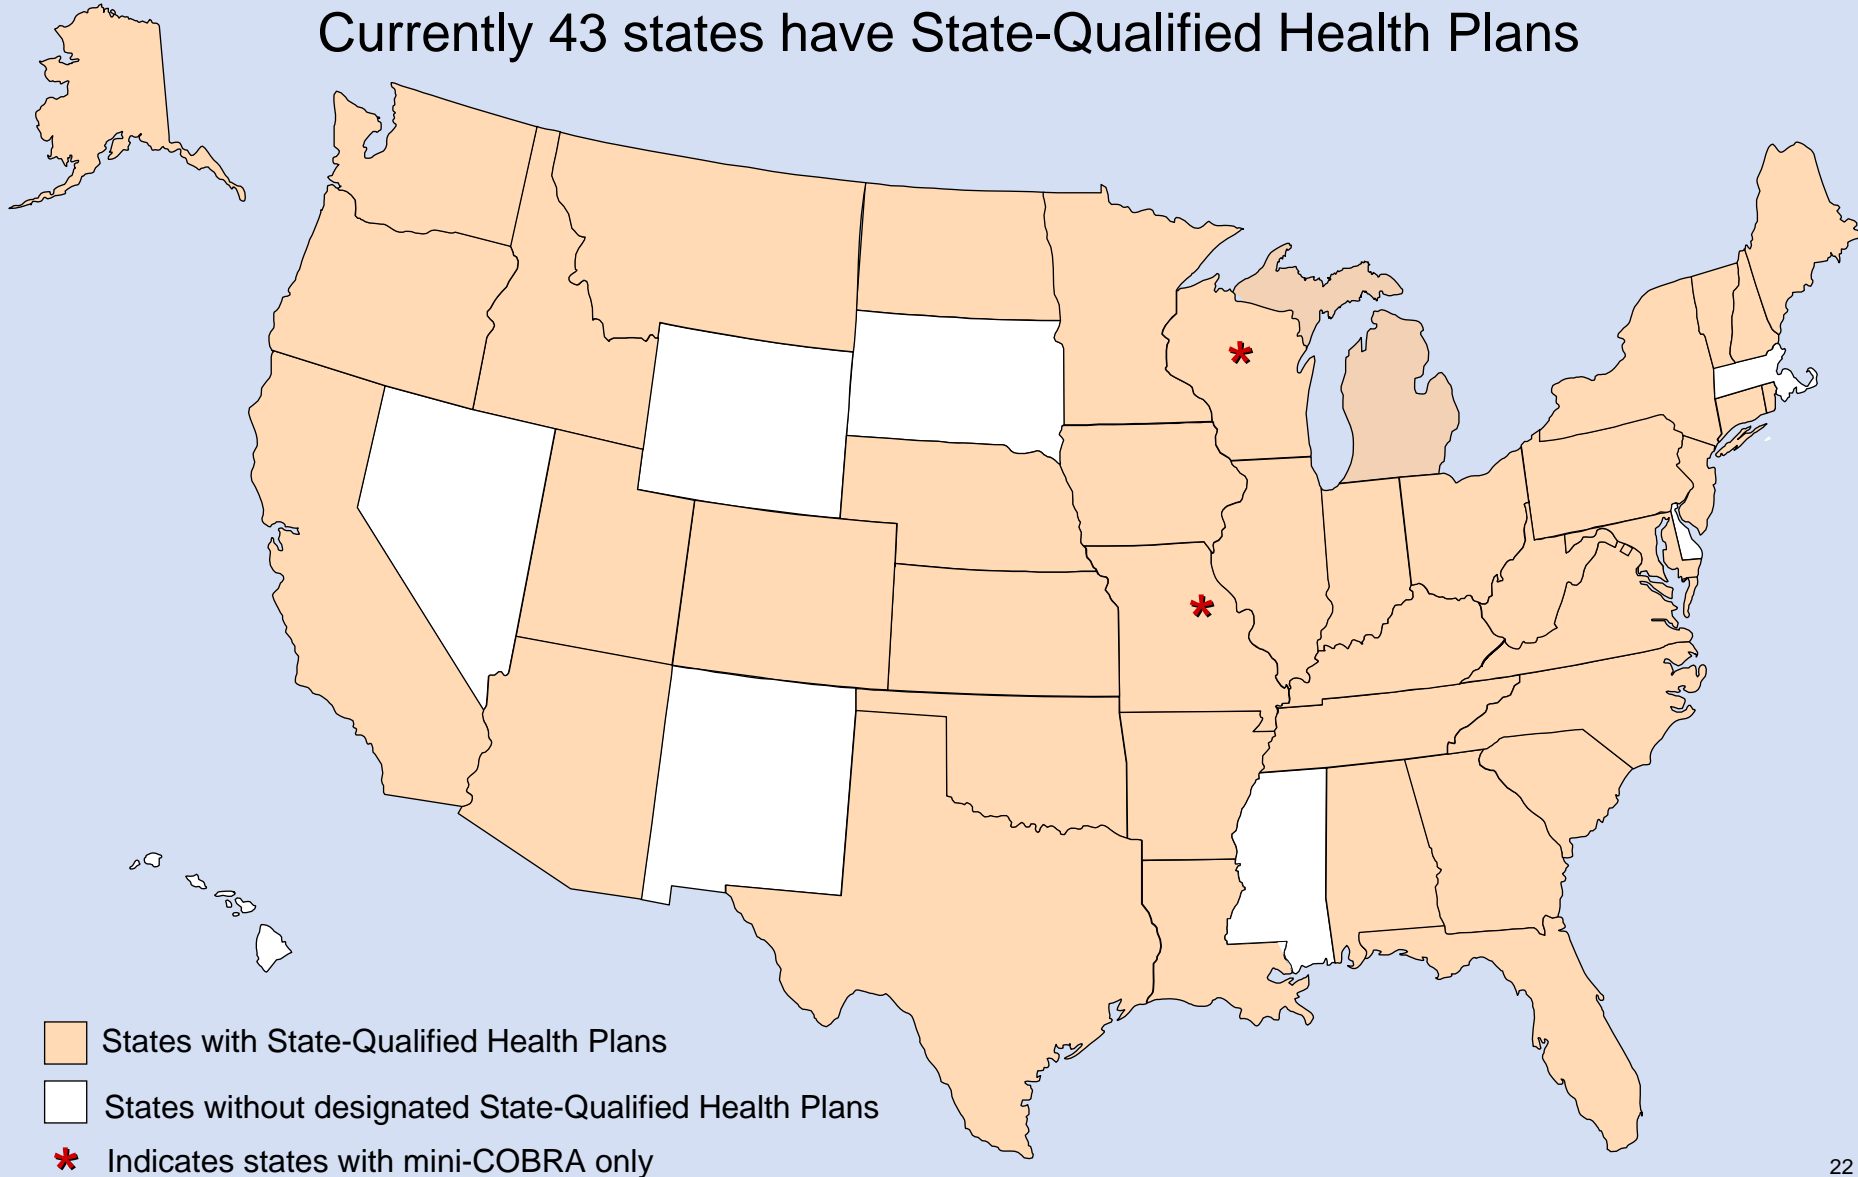 Currently 43 states have State-Qualified Health Plans
States with State-Qualified Health Plans
States without designated State-Qualified Health Plans
* Indicates states with mini-COBRA only
22